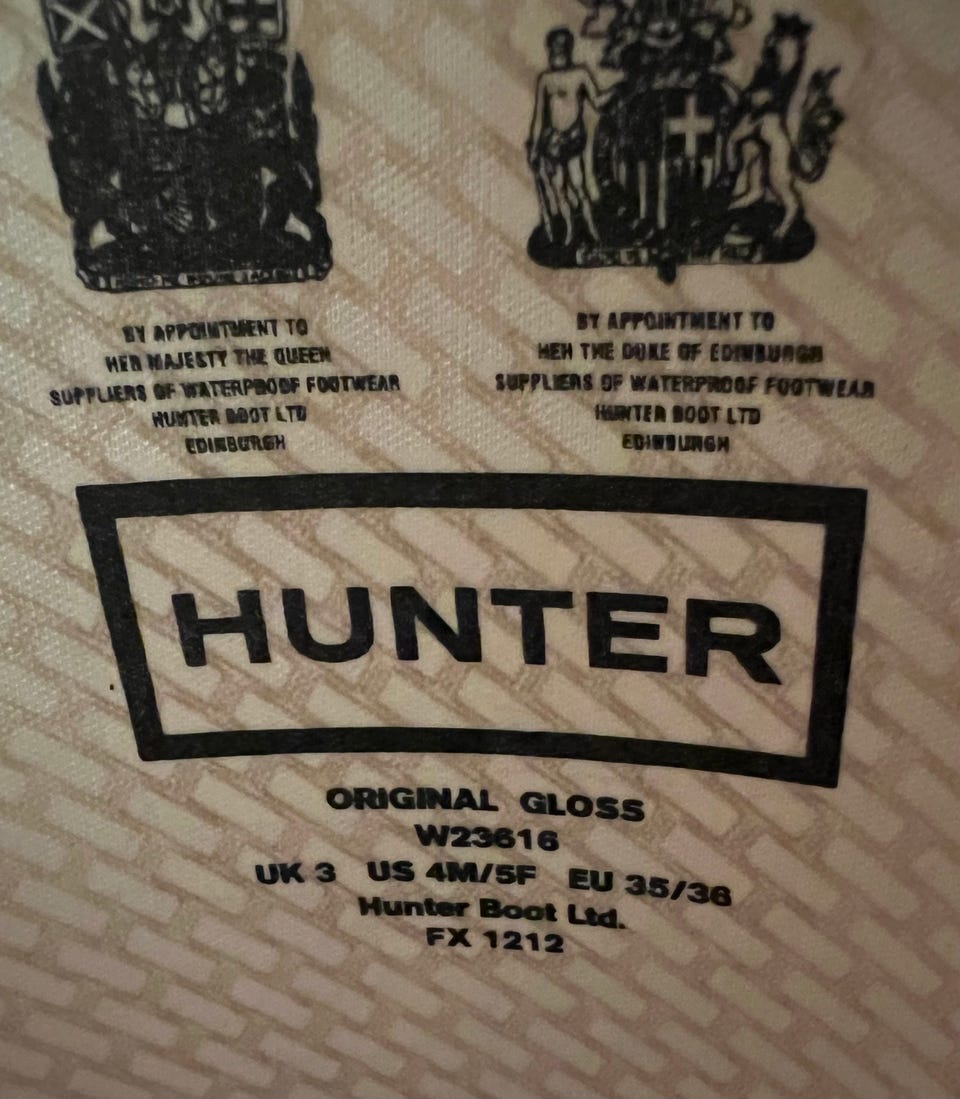 BY APPOINTMENT TO
HER MAJESTY THE QUEEN
SUPPLIERS OF WATERPROOF FOOTWEAR
HUNTER BOOT LTD
EDINBURGH
BY APPOINTMENT TO
HRH THE DUKE OF EDINBURGH
SUPPLIERS OF WATERPROOF FOOTWEAR
HUNTER BOOT LTD
EDINBURGH
HUNTER
ORIGINAL GLOSS
W23616
UK 3 US 4M/5F EU 35/36
Hunter Boot Ltd.
FX 1212